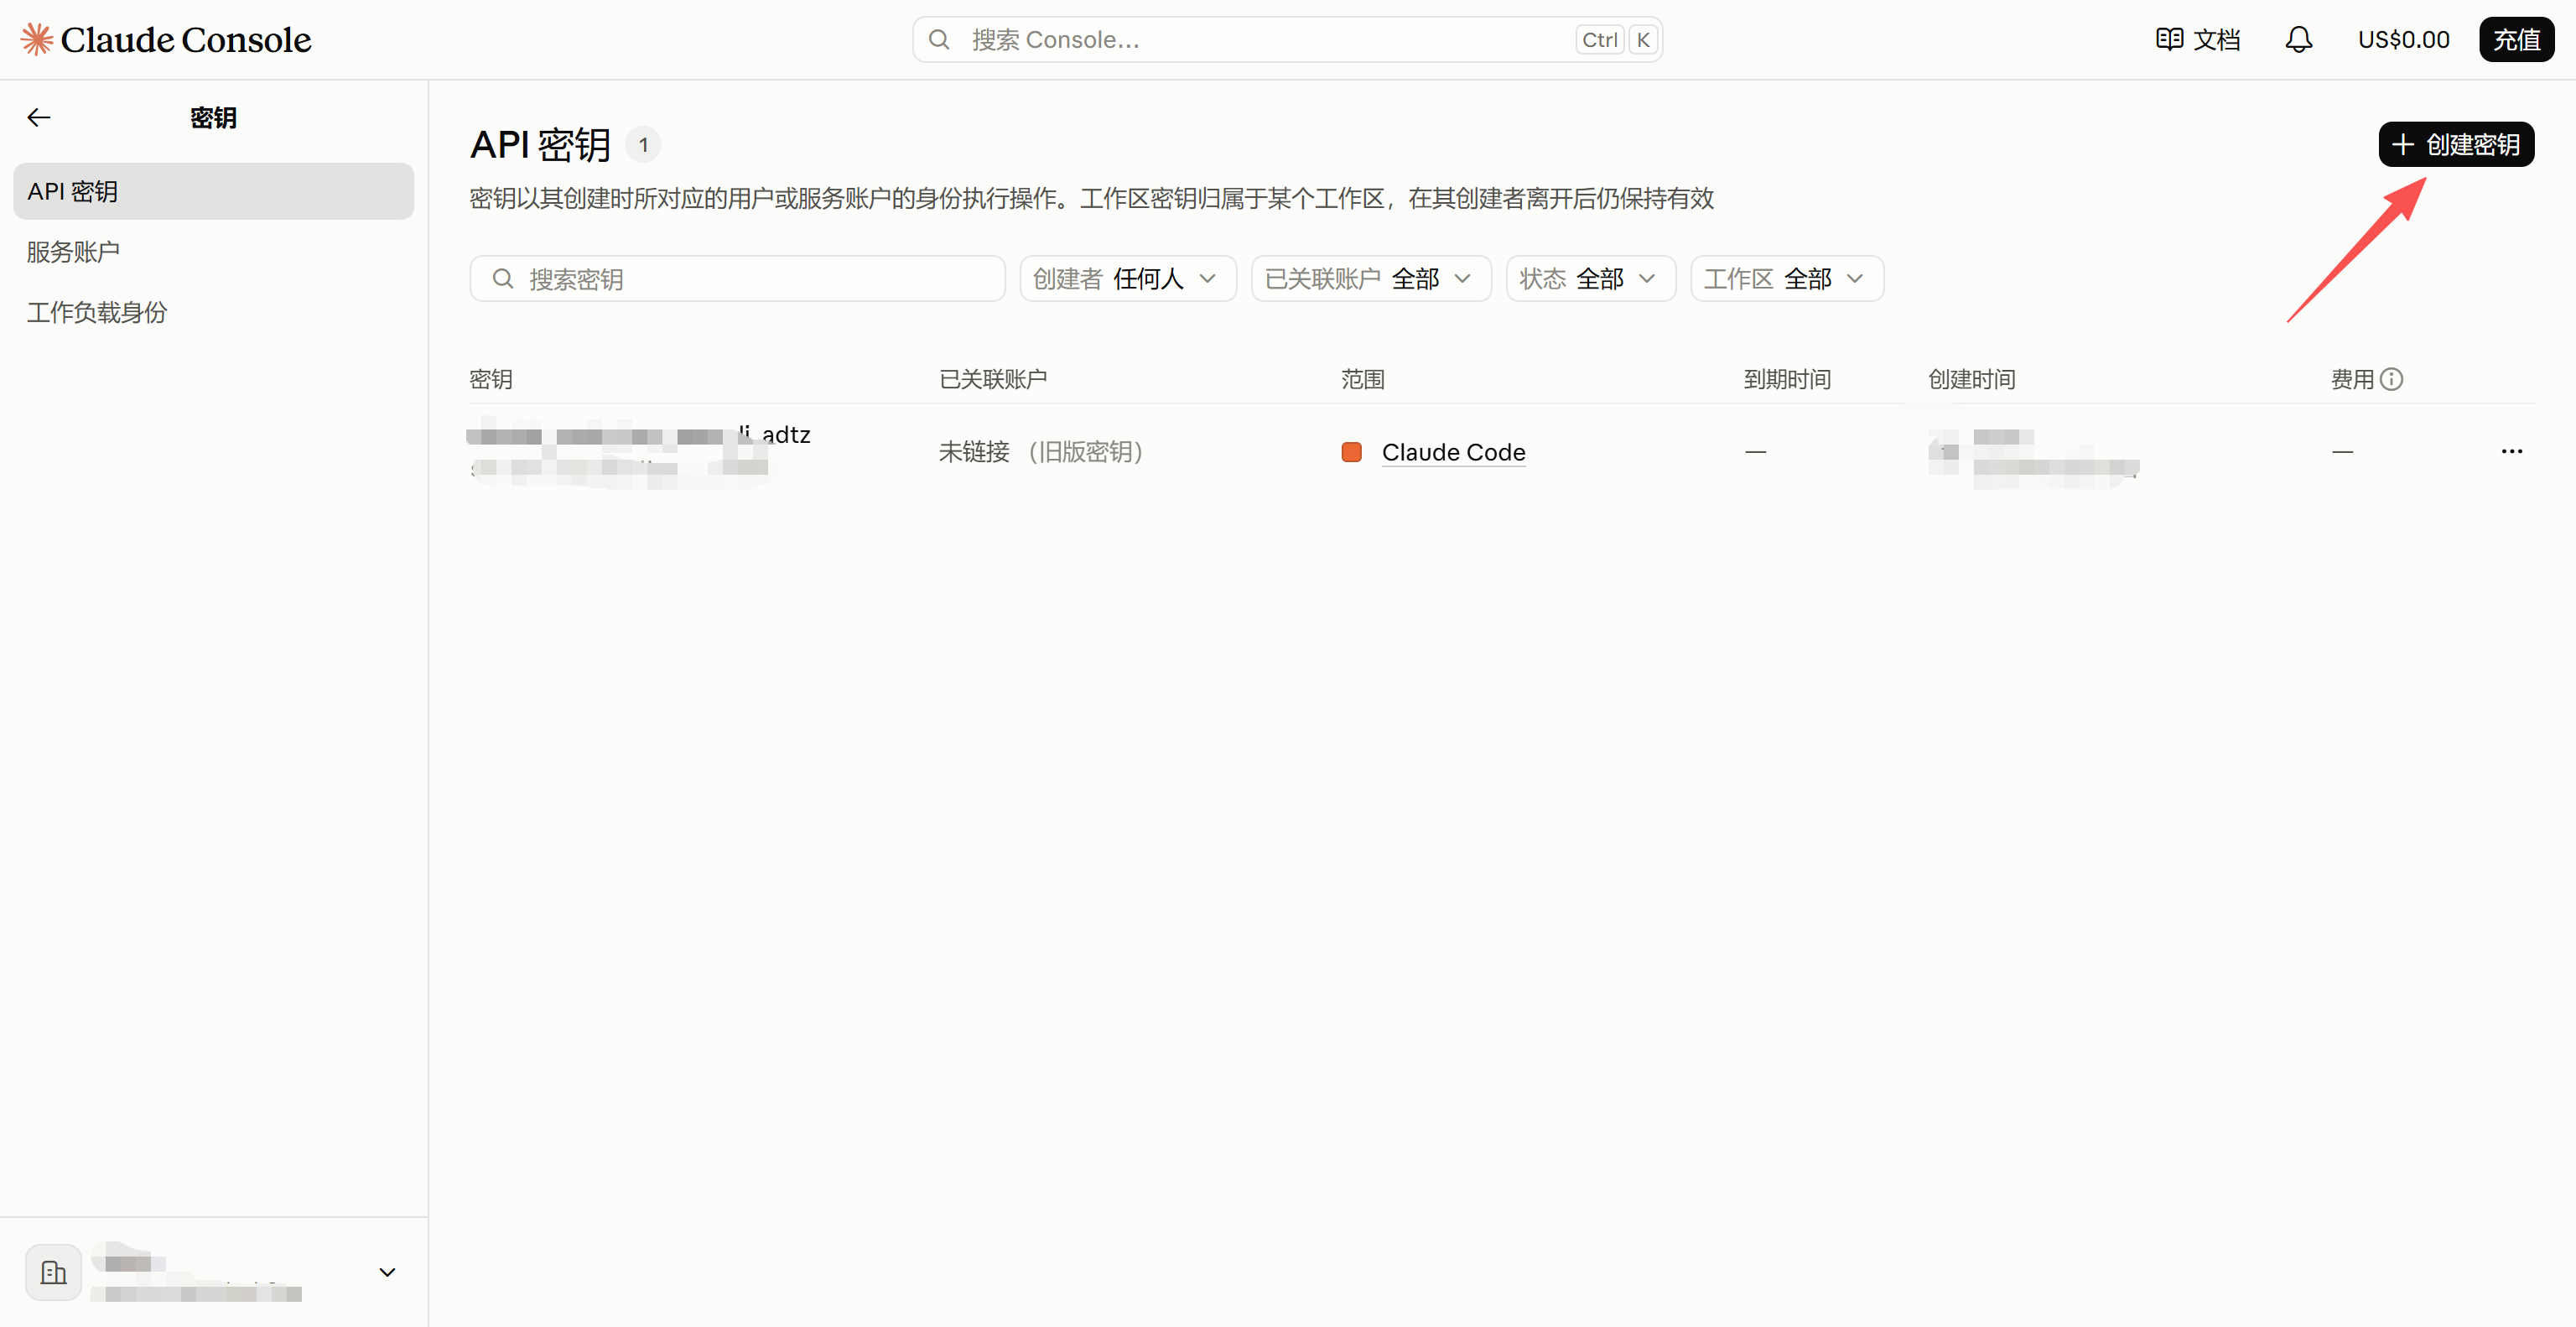 Claude Console
搜索 Console...
Ctrl K
文档
US$0.00
充值
密钥
API 密钥
服务账户
工作负载身份
API 密钥 1
创建密钥
密钥以其创建时所对应的用户或服务账户的身份执行操作。工作区密钥归属于某个工作区，在其创建者离开后仍保持有效
搜索密钥
创建者 任何人
已关联账户 全部
状态 全部
工作区 全部
密钥 已关联账户 范围 到期时间 创建时间 费用
adtz
未链接 （旧版密钥） Claude Code — —